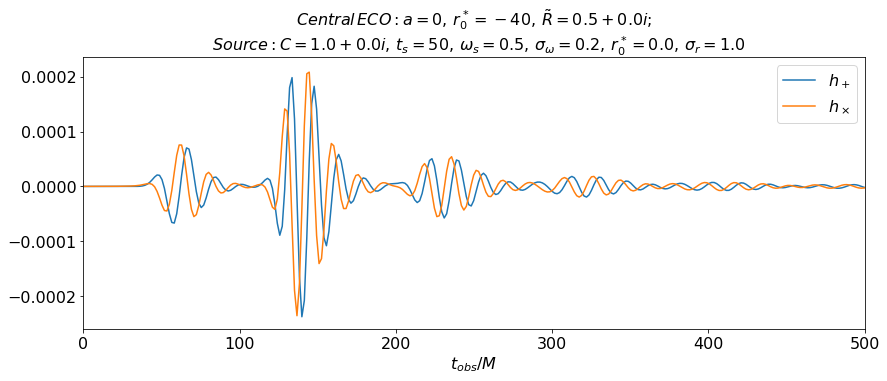 Central ECO : a = 0, r₀* = −40, R̃ = 0.5 + 0.0i;
Source : C = 1.0 + 0.0i, tₛ = 50, ωₛ = 0.5, σ_ω = 0.2, r₀* = 0.0, σᵣ = 1.0
h₊
hₓ
0.0002
0.0001
0.0000
−0.0001
−0.0002
0 100 200 300 400 500
t_obs/M